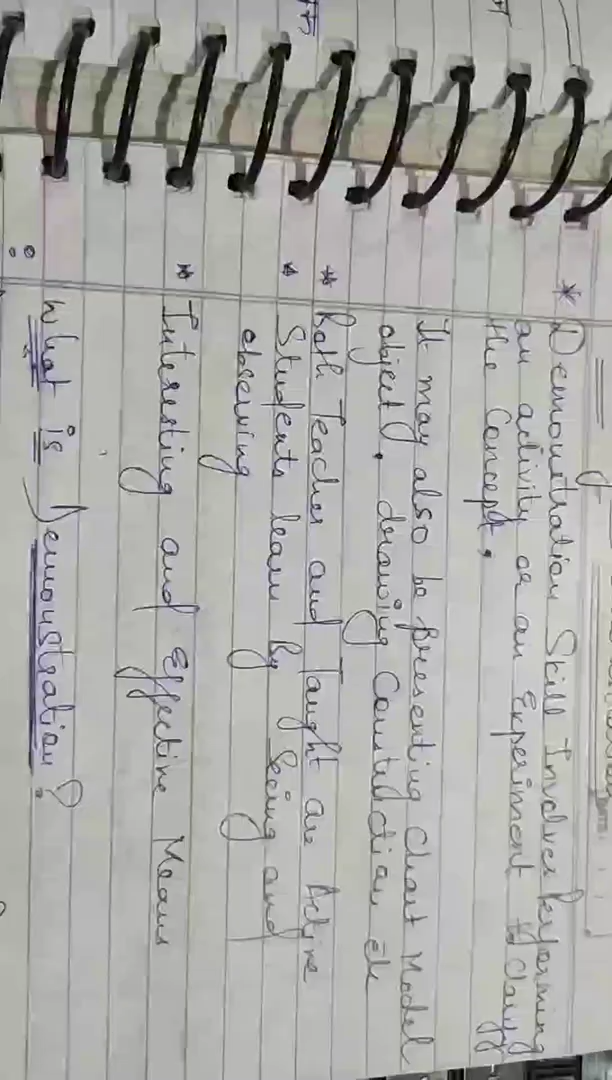 * Demonstration Skill Involves Performing
an activity or an Experiment to Clarify
the Concept.
It may also be presenting Chart Model
object, drawing Construction etc
* Both Teacher and Taught are Active
* Students learn By Seing and
observing
* Interesting and Effective Means
What is Demonstration?